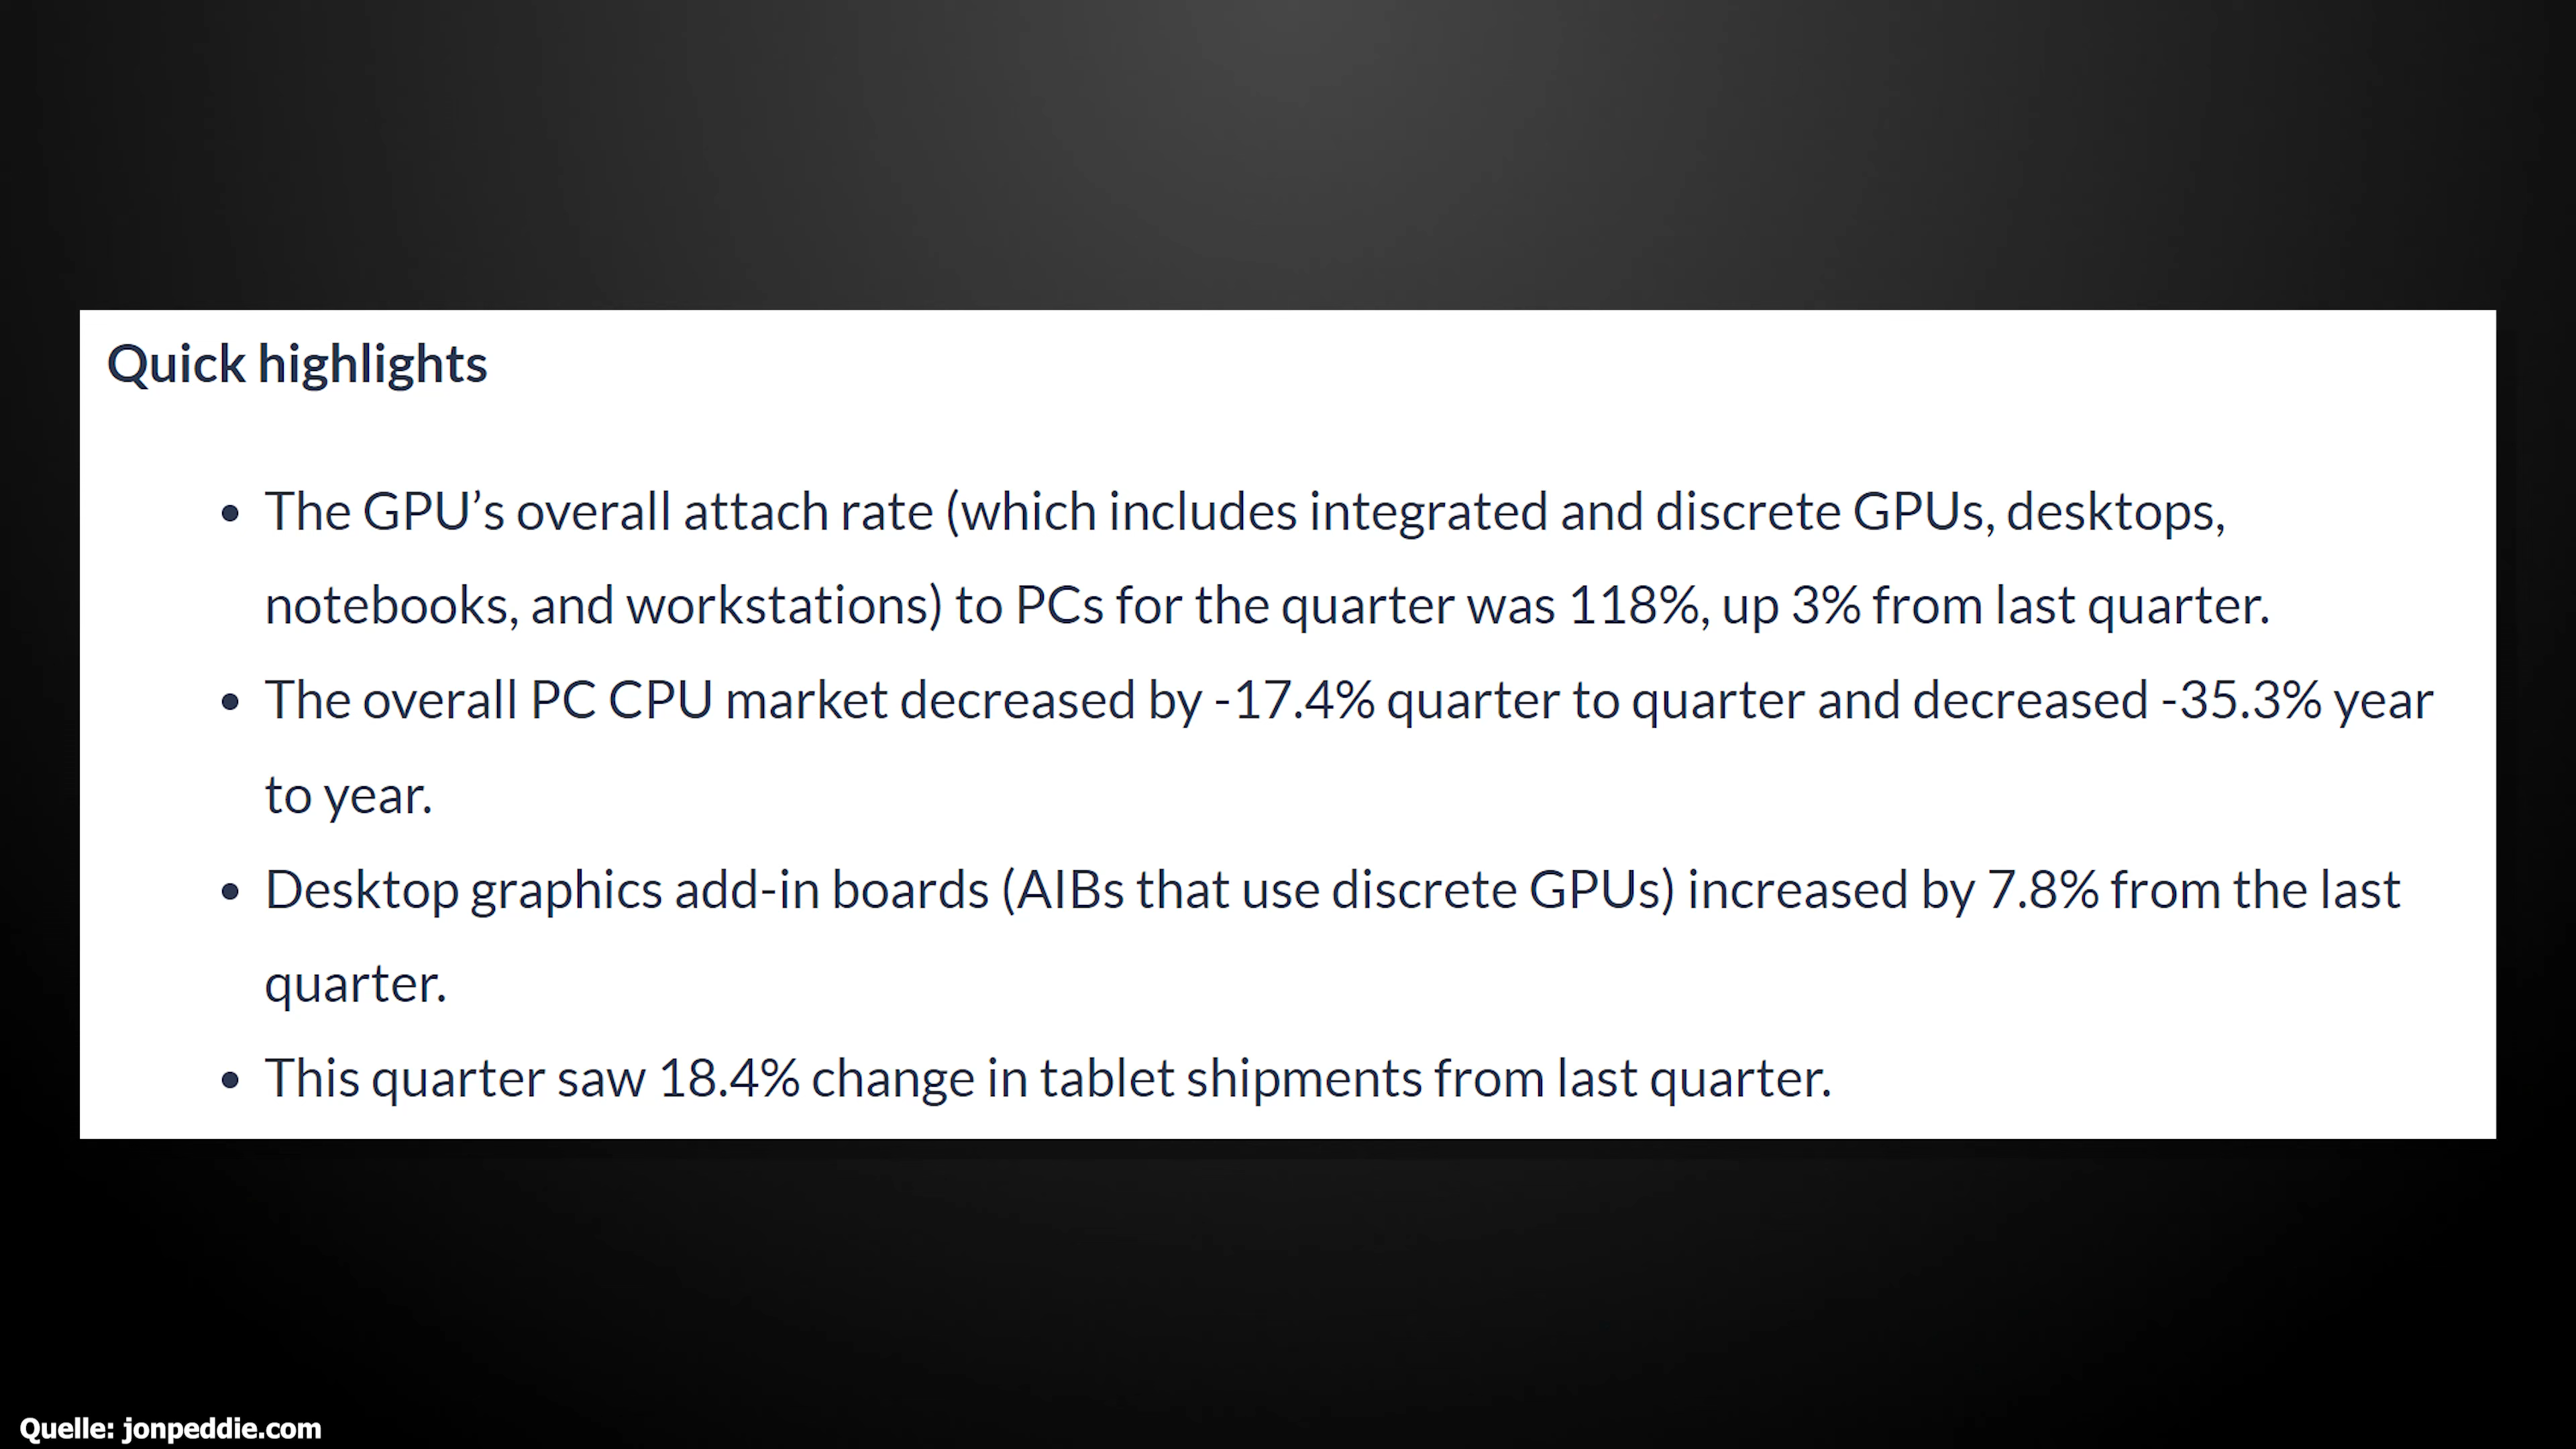 Quick highlights
• The GPU’s overall attach rate (which includes integrated and discrete GPUs, desktops,
notebooks, and workstations) to PCs for the quarter was 118%, up 3% from last quarter.
• The overall PC CPU market decreased by -17.4% quarter to quarter and decreased -35.3% year
to year.
• Desktop graphics add-in boards (AIBs that use discrete GPUs) increased by 7.8% from the last
quarter.
• This quarter saw 18.4% change in tablet shipments from last quarter.
Quelle: jonpeddie.com